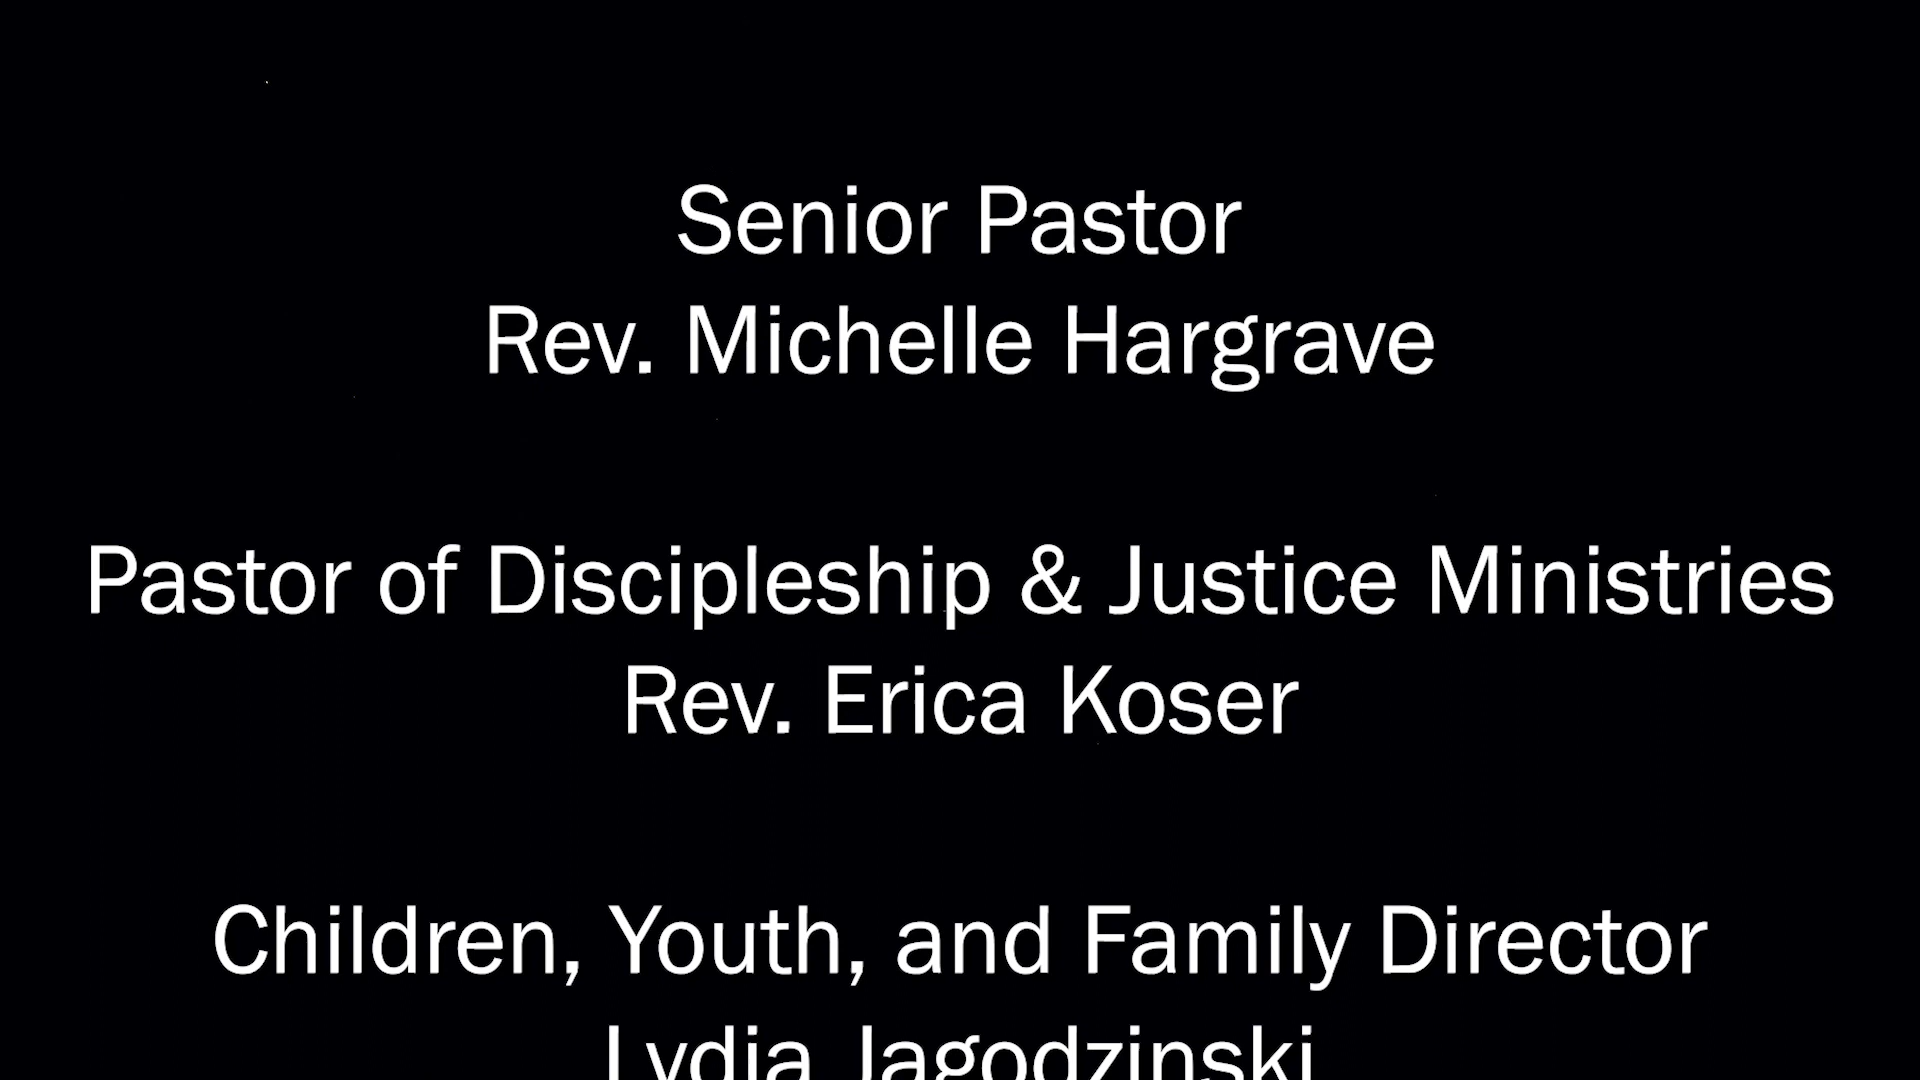 Senior Pastor
Rev. Michelle Hargrave
Pastor of Discipleship & Justice Ministries
Rev. Erica Koser
Children, Youth, and Family Director
Lydia Jagodzinski